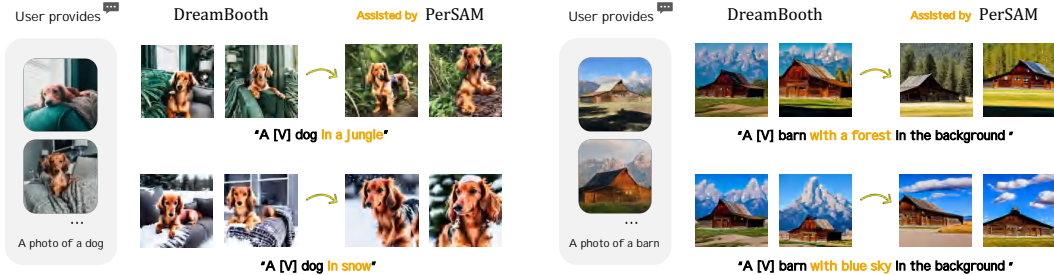 User provides
DreamBooth
Assisted by PerSAM
"A [V] dog in a jungle"
...
"A [V] dog in snow"
A photo of a dog
User provides
DreamBooth
Assisted by PerSAM
"A [V] barn with a forest in the background "
...
"A [V] barn with blue sky in the background "
A photo of a barn